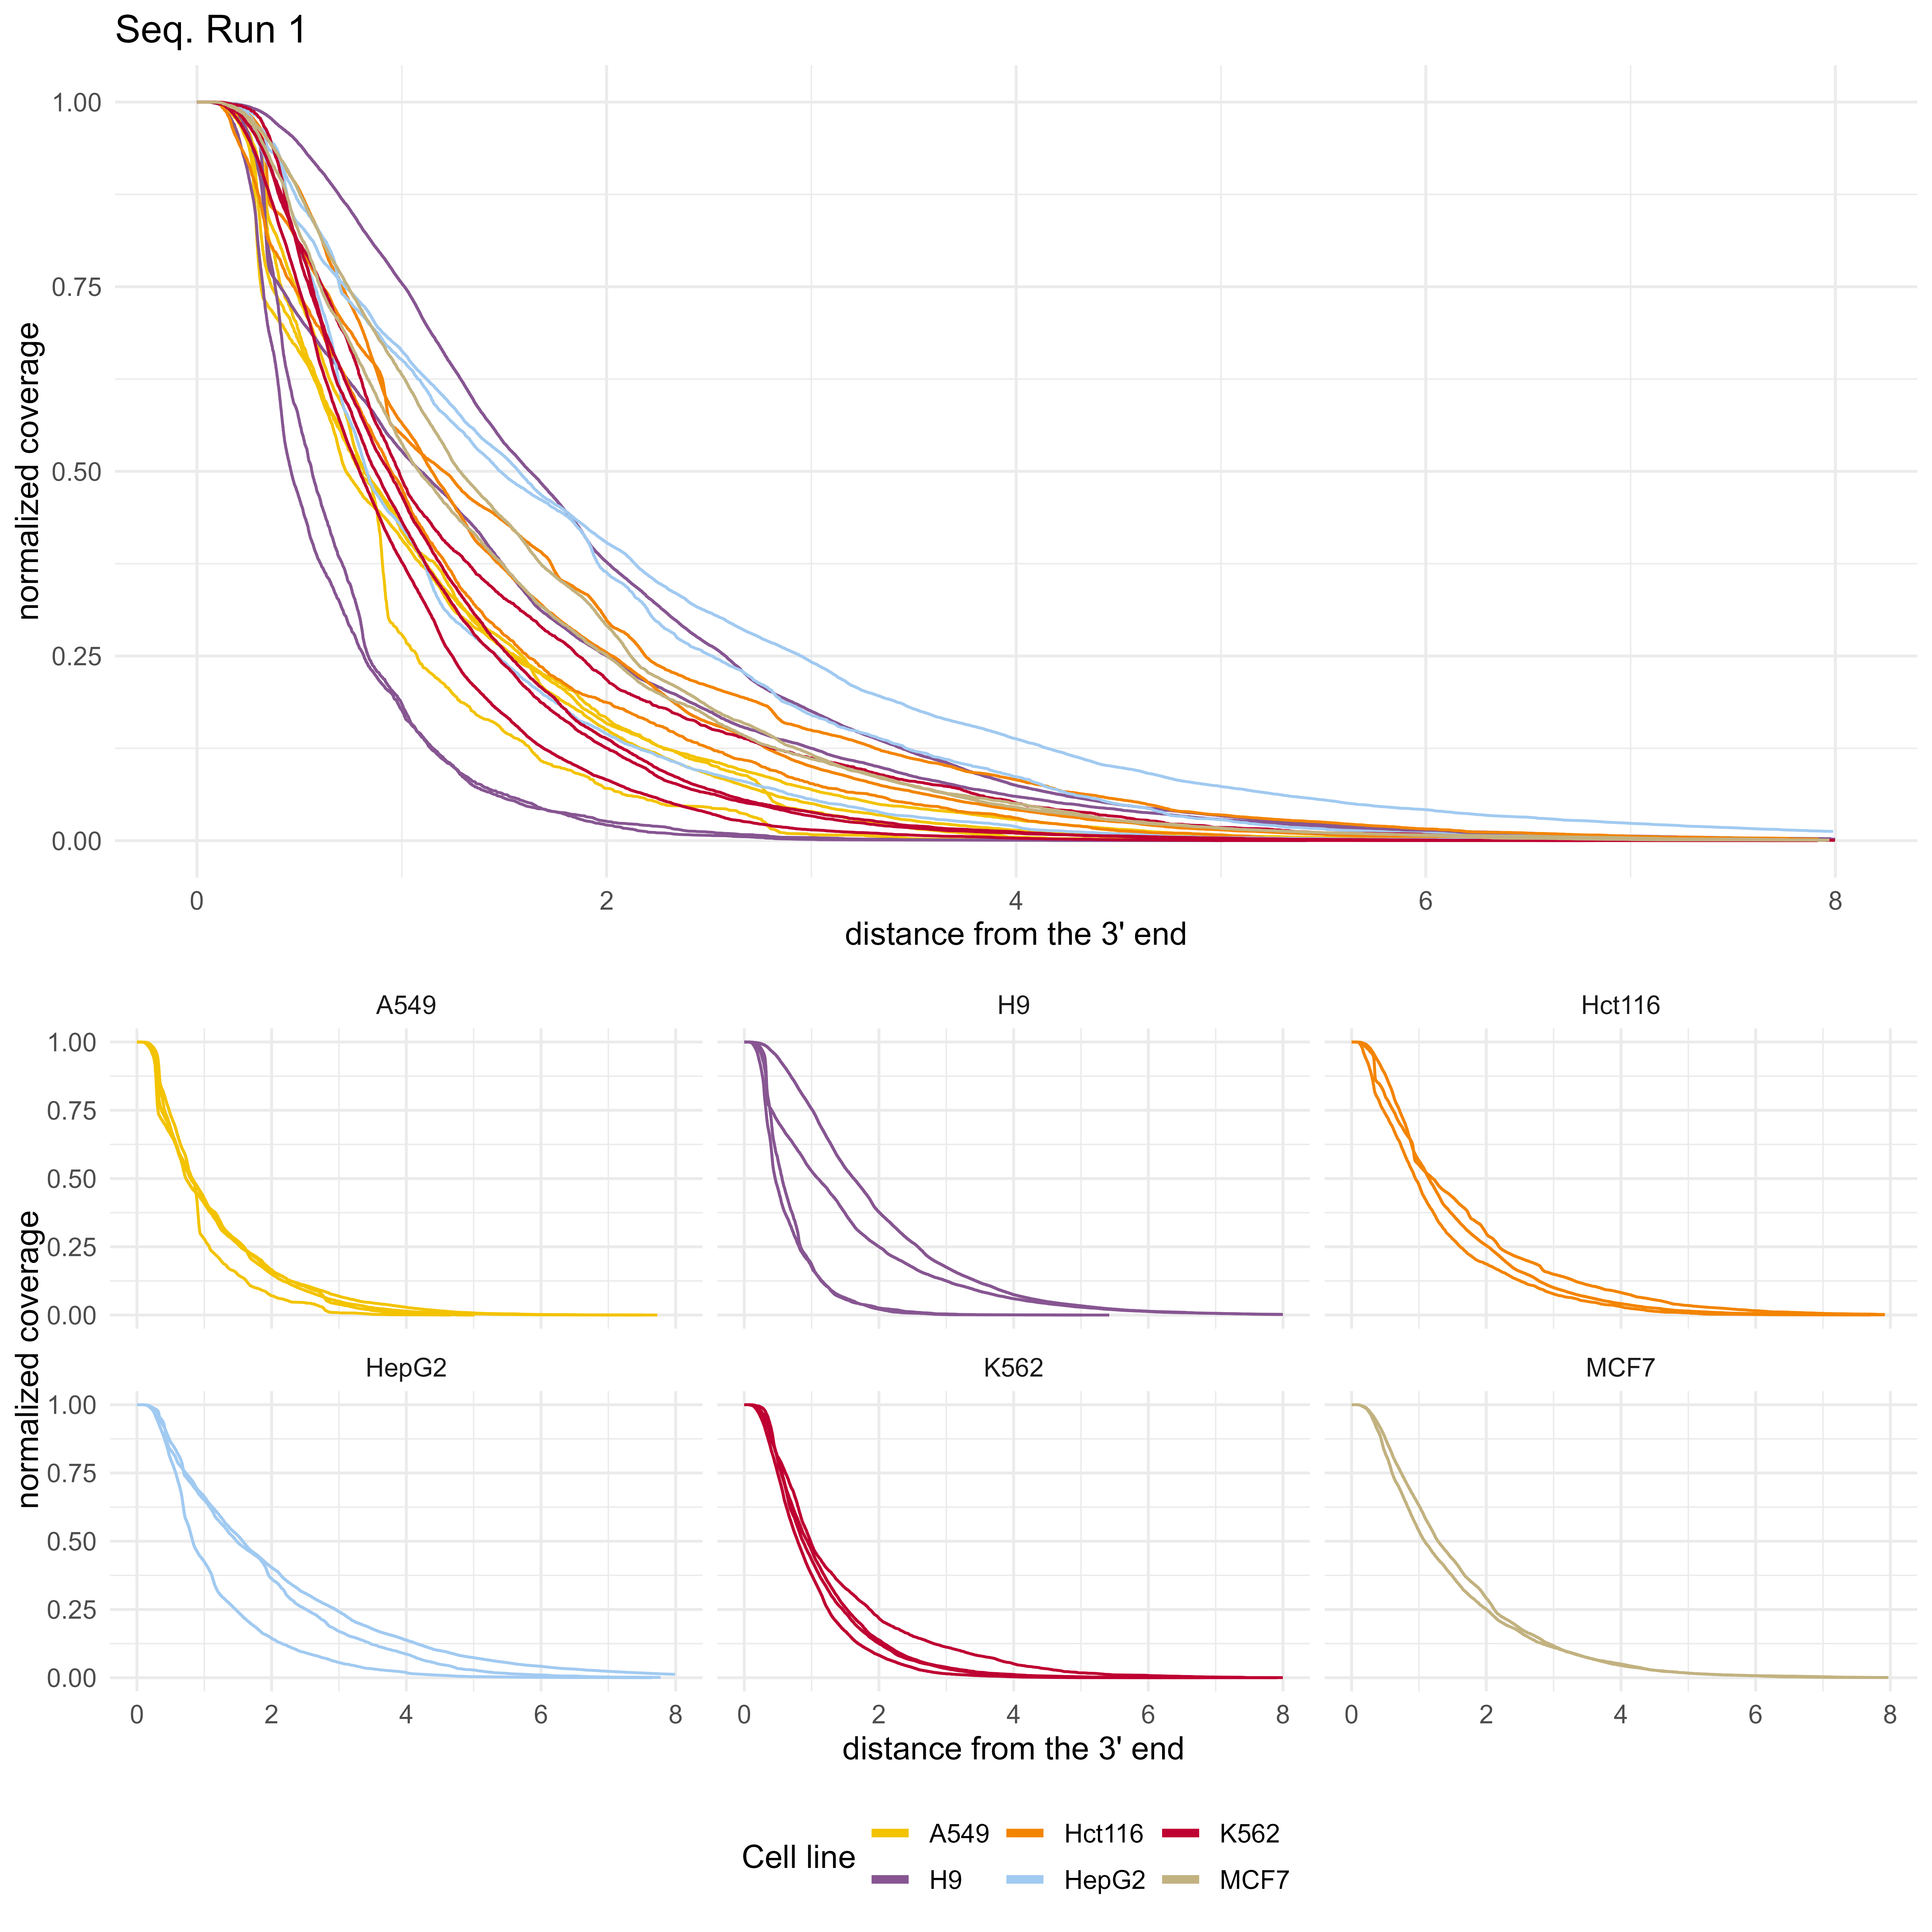 Seq. Run 1
normalized coverage
1.00
0.75
0.50
0.25
0.00
0 2 4 6 8
distance from the 3' end
A549 H9 Hct116
1.00
0.75
0.50
0.25
0.00
normalized coverage
HepG2 K562 MCF7
1.00
0.75
0.50
0.25
0.00
0 2 4 6 8 0 2 4 6 8 0 2 4 6 8
distance from the 3' end
Cell line
A549 Hct116 K562
H9 HepG2 MCF7